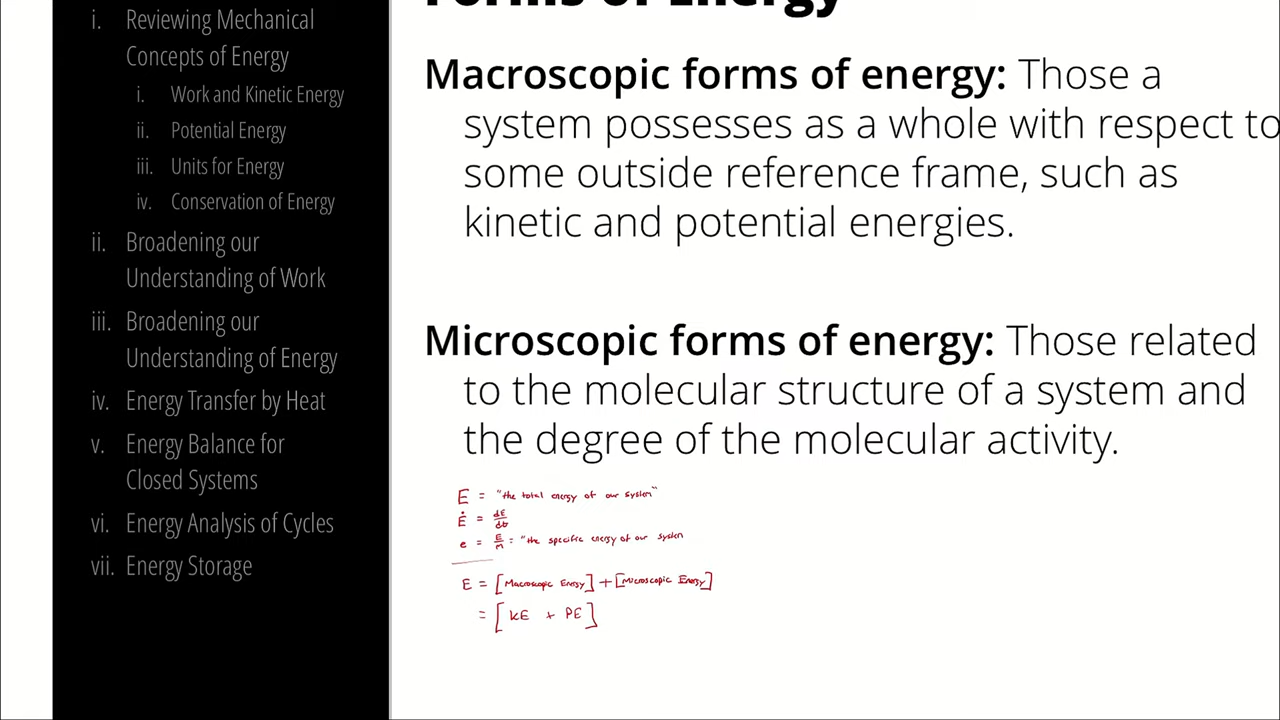 i. Reviewing Mechanical
Concepts of Energy
i. Work and Kinetic Energy
ii. Potential Energy
iii. Units for Energy
iv. Conservation of Energy
ii. Broadening our
Understanding of Work
iii. Broadening our
Understanding of Energy
iv. Energy Transfer by Heat
v. Energy Balance for
Closed Systems
vi. Energy Analysis of Cycles
vii. Energy Storage
Forms of Energy
Macroscopic forms of energy: Those a
system possesses as a whole with respect to
some outside reference frame, such as
kinetic and potential energies.
Microscopic forms of energy: Those related
to the molecular structure of a system and
the degree of the molecular activity.
E = "the total energy of our system"
Ė = dE/dt
e = E/m = "the specific energy of our system
E = [Macroscopic Energy] + [Microscopic Energy]
= [KE + PE]